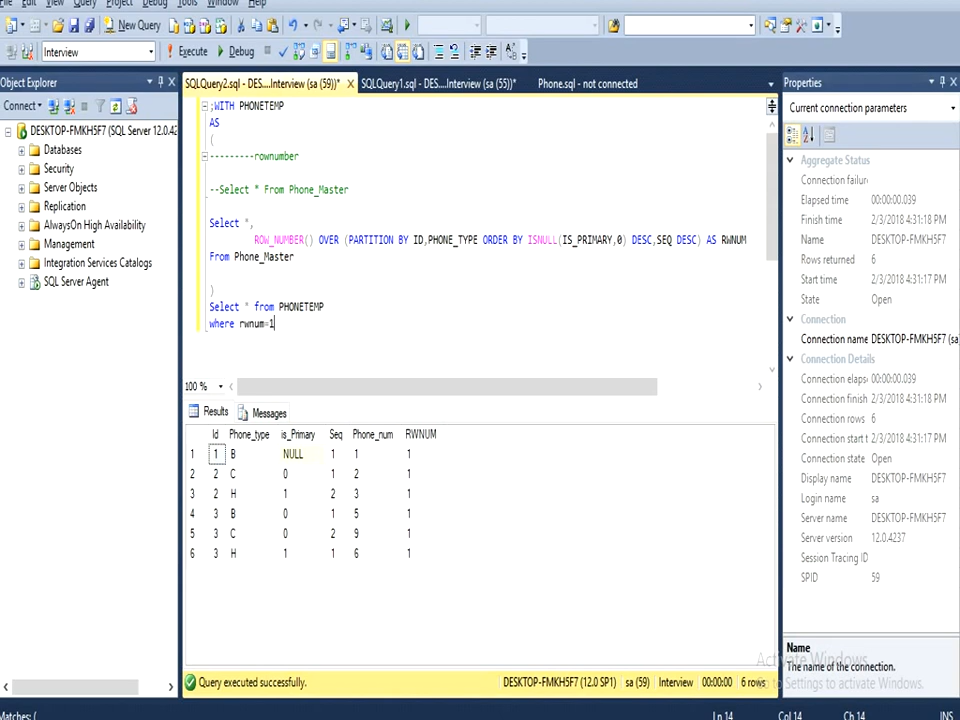 File Edit View Query Project Debug Tools Window Help
New Query
Interview Execute Debug
Object Explorer
Connect
DESKTOP-FMKH5F7 (SQL Server 12.0.42
Databases
Security
Server Objects
Replication
AlwaysOn High Availability
Management
Integration Services Catalogs
SQL Server Agent
SQLQuery2.sql - DES....Interview (sa (59))* SQLQuery1.sql - DES....Interview (sa (55))* Phone.sql - not connected
;WITH PHONETEMP
AS
(
---------rownumber
--Select * From Phone_Master
Select *,
ROW_NUMBER() OVER (PARTITION BY ID,PHONE_TYPE ORDER BY ISNULL(IS_PRIMARY,0) DESC,SEQ DESC) AS RWNUM
From Phone_Master
)
Select * from PHONETEMP
where rwnum=1
100 %
Results Messages
Id Phone_type is_Primary Seq Phone_num RWNUM
1 1 B NULL 1 1 1
2 2 C 0 1 2 1
3 2 H 1 2 3 1
4 3 B 0 1 5 1
5 3 C 0 2 9 1
6 3 H 1 1 6 1
Query executed successfully. DESKTOP-FMKH5F7 (12.0 SP1) sa (59) Interview 00:00:00 6 rows
Properties
Current connection parameters
Aggregate Status
Connection failure
Elapsed time 00:00:00.039
Finish time 2/3/2018 4:31:18 PM
Name DESKTOP-FMKH5F7
Rows returned 6
Start time 2/3/2018 4:31:18 PM
State Open
Connection
Connection name DESKTOP-FMKH5F7 (sa
Connection Details
Connection elaps 00:00:00.039
Connection finish 2/3/2018 4:31:18 PM
Connection rows 6
Connection start t 2/3/2018 4:31:18 PM
Connection state Open
Display name DESKTOP-FMKH5F7
Login name sa
Server name DESKTOP-FMKH5F7
Server version 12.0.4237
Session Tracing ID
SPID 59
Name
The name of the connection.
Activate Windows
Go to Settings to activate Windows.
Matches: ( Ln 14 Col 14 Ch 14 INS